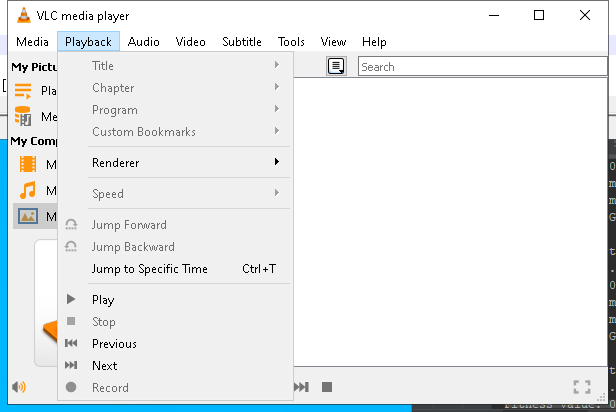 VLC media player
Media Playback Audio Video Subtitle Tools View Help
My Pictu
Search
Pla
Me
My Comp
M
M
M
Title
Chapter
Program
Custom Bookmarks
Renderer
Speed
Jump Forward
Jump Backward
Jump to Specific Time Ctrl+T
Play
Stop
Previous
Next
Record